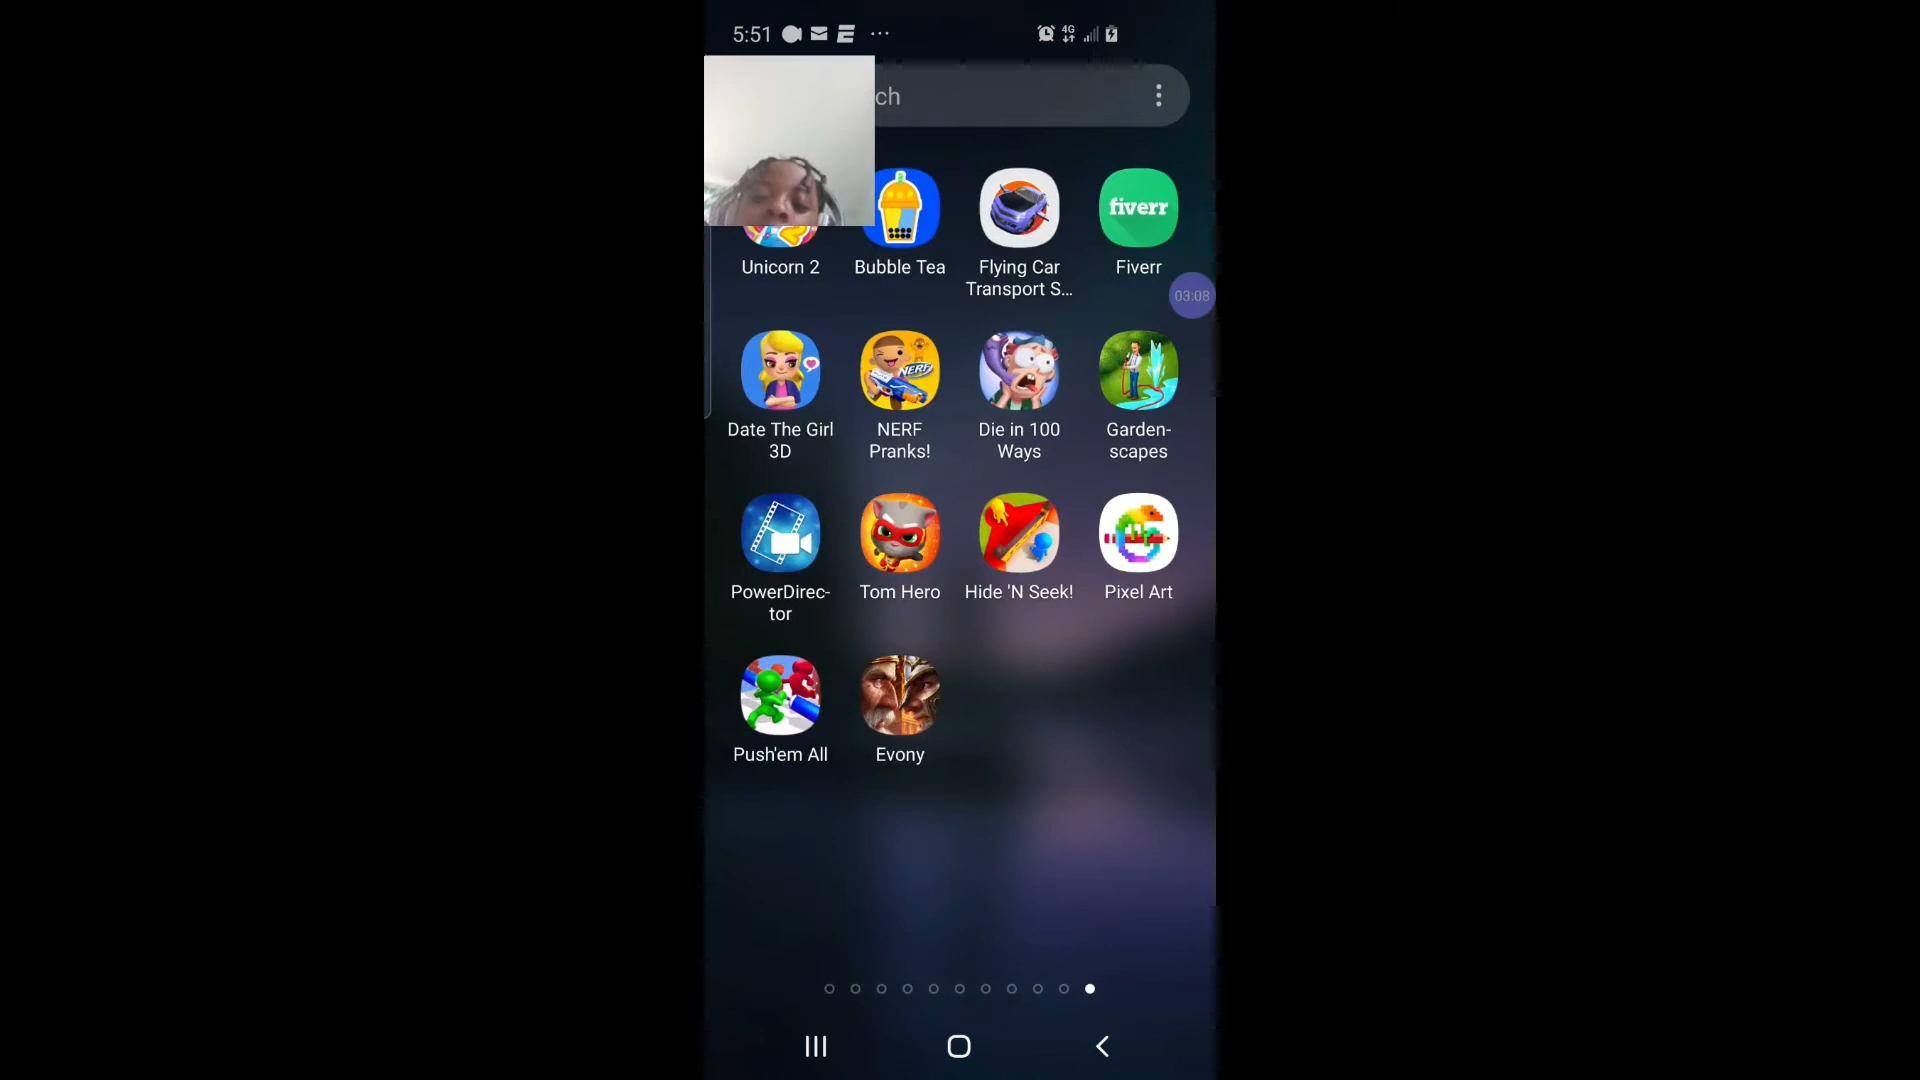 5:51
4G
ch
fiverr
Unicorn 2
Bubble Tea
Flying Car
Transport S...
Fiverr
03:08
NERF
Date The Girl
3D
NERF
Pranks!
Die in 100
Ways
Garden-
scapes
PowerDirec-
tor
Tom Hero
Hide 'N Seek!
Pixel Art
Push'em All
Evony